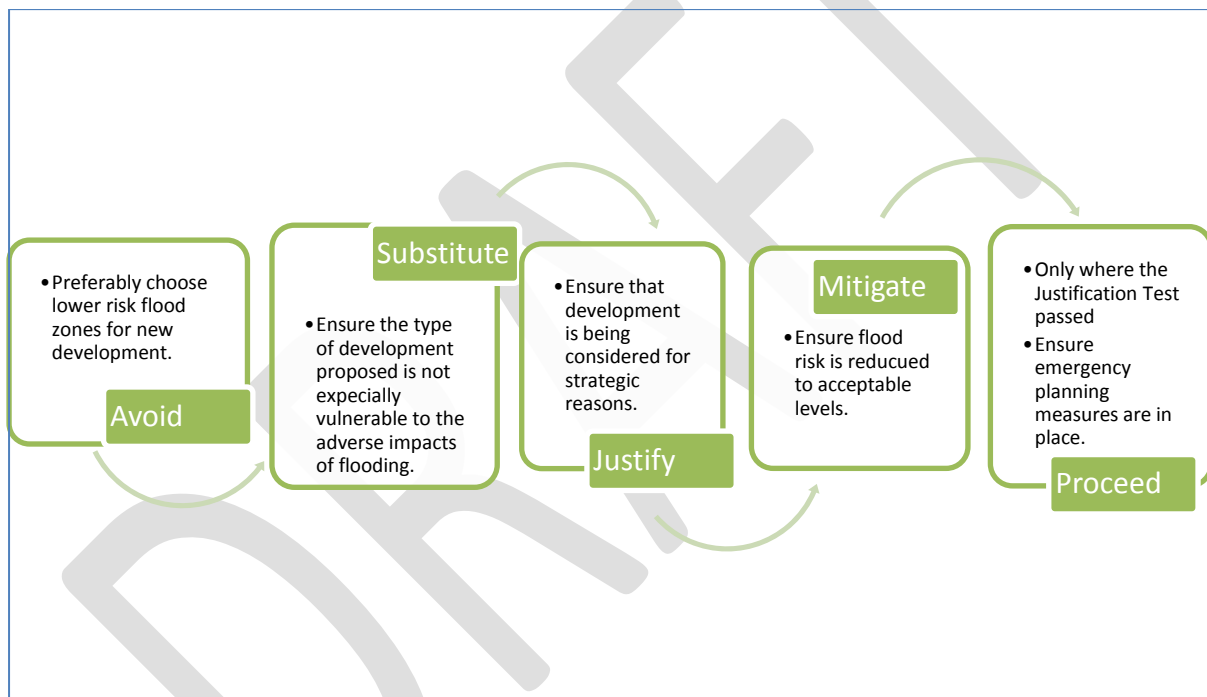 •Preferably choose
lower risk flood
zones for new
development.
Avoid
Substitute
•Ensure the type
of development
proposed is not
expecially
vulnerable to the
adverse impacts
of flooding.
•Ensure that
development
is being
considered for
strategic
reasons.
Justify
Mitigate
•Ensure flood
risk is reducued
to acceptable
levels.
•Only where the
Justification Test
passed
•Ensure
emergency
planning
measures are in
place.
Proceed
DRAFT